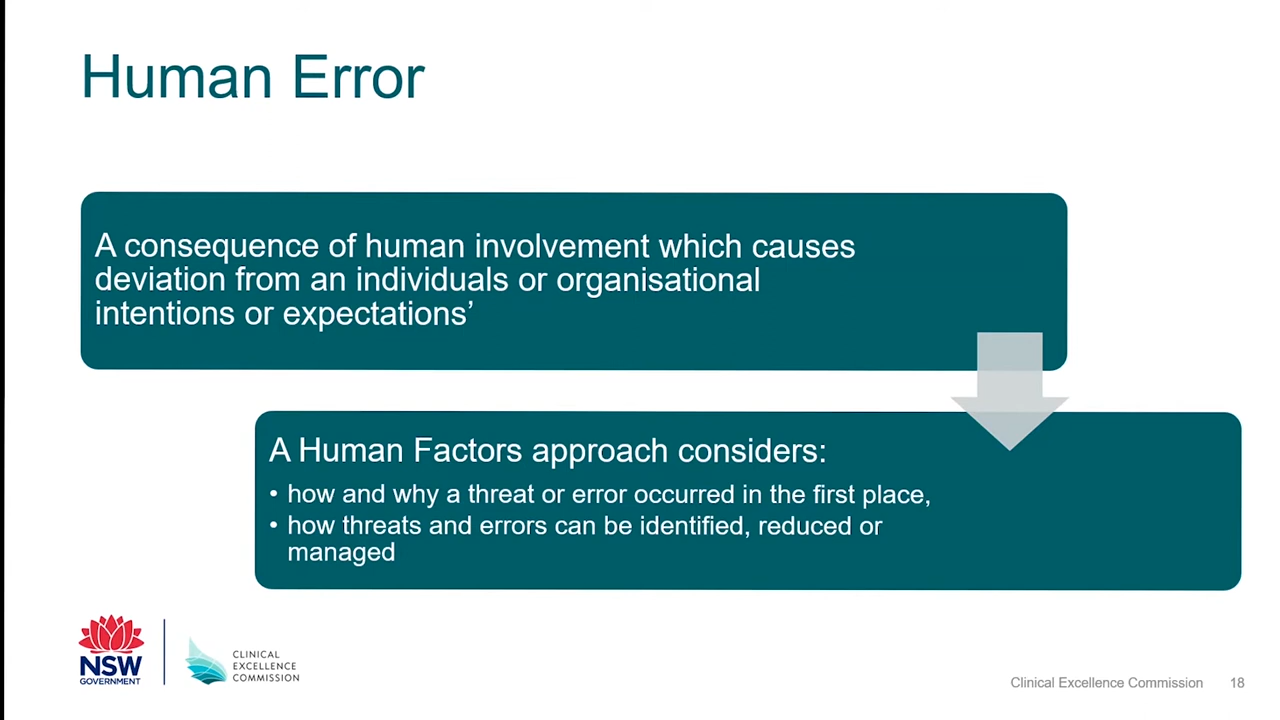 Human Error
A consequence of human involvement which causes
deviation from an individuals or organisational
intentions or expectations’
A Human Factors approach considers:
• how and why a threat or error occurred in the first place,
• how threats and errors can be identified, reduced or
managed
NSW
GOVERNMENT
CLINICAL
EXCELLENCE
COMMISSION
Clinical Excellence Commission 18